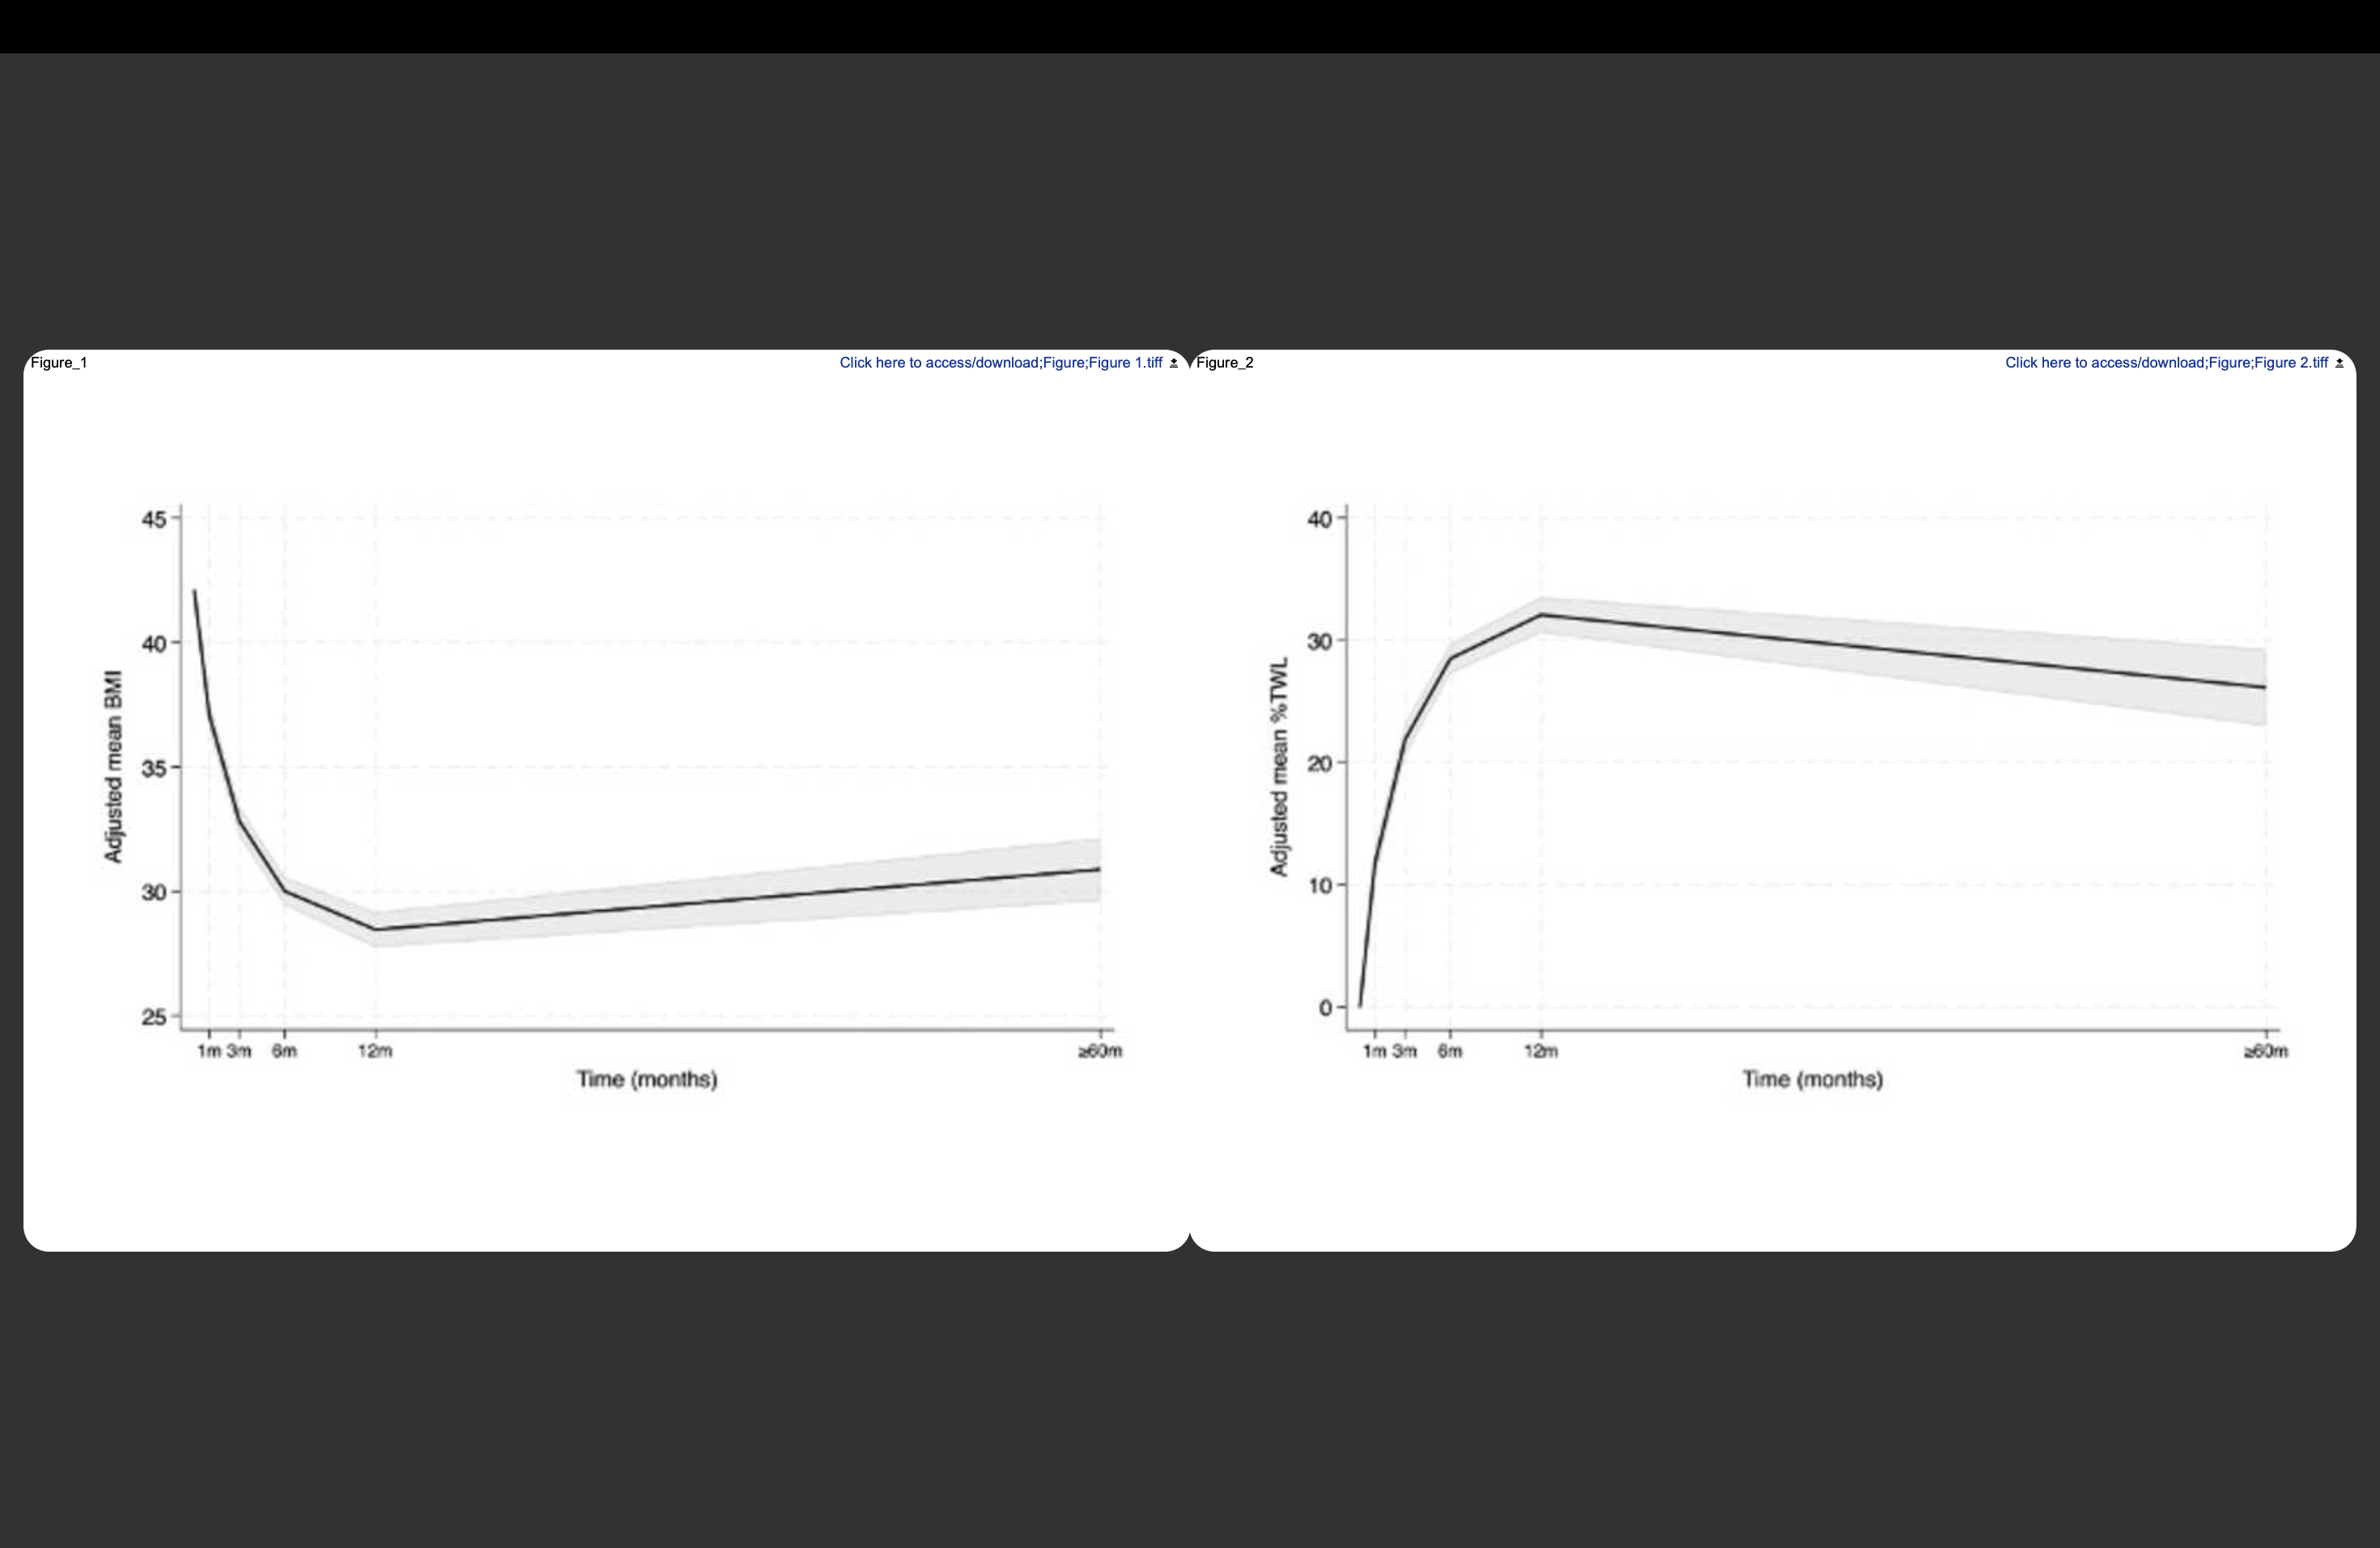 Figure_1
Click here to access/download;Figure;Figure 1.tiff
45
40
35
30
25
Adjusted mean BMI
1m 3m 6m 12m ≥60m
Time (months)
Figure_2
Click here to access/download;Figure;Figure 2.tiff
40
30
20
10
0
Adjusted mean %TWL
1m 3m 6m 12m ≥60m
Time (months)